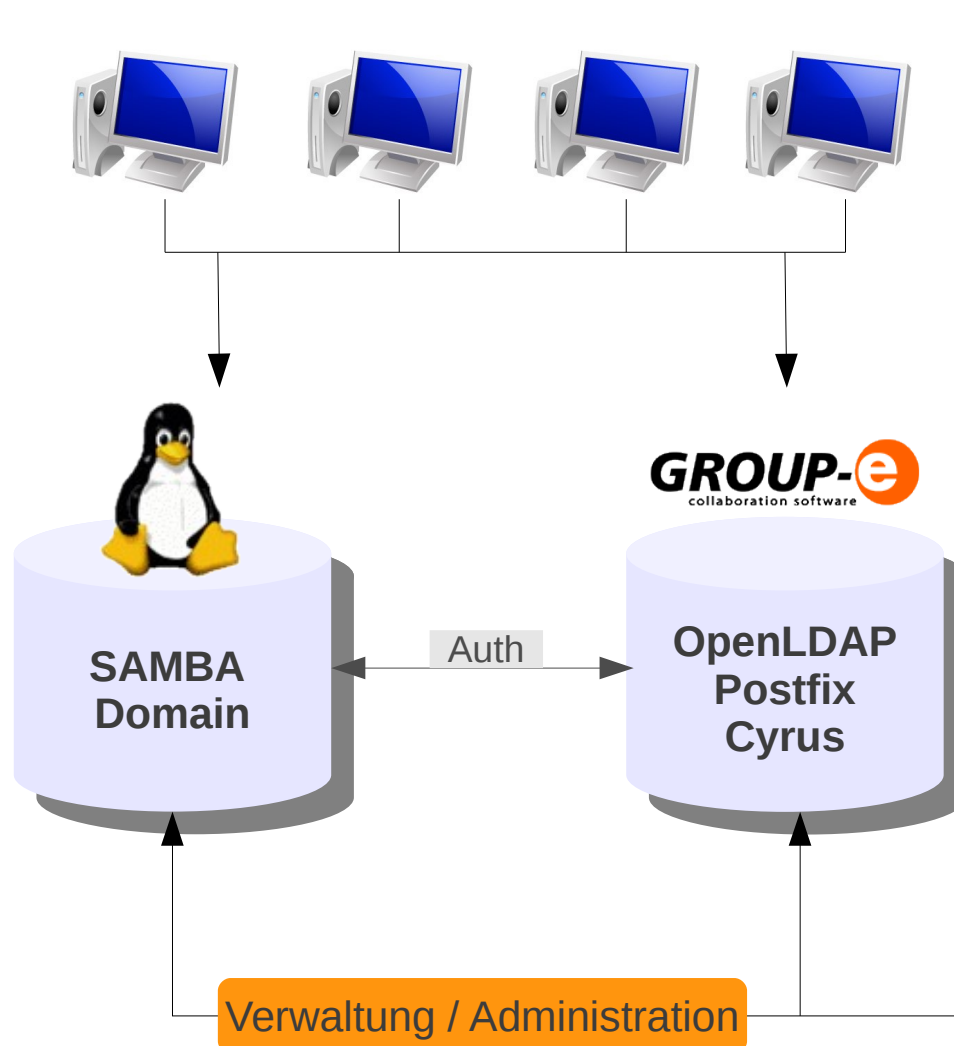 GROUP-e
collaboration software
SAMBA
Domain
Auth
OpenLDAP
Postfix
Cyrus
Verwaltung / Administration